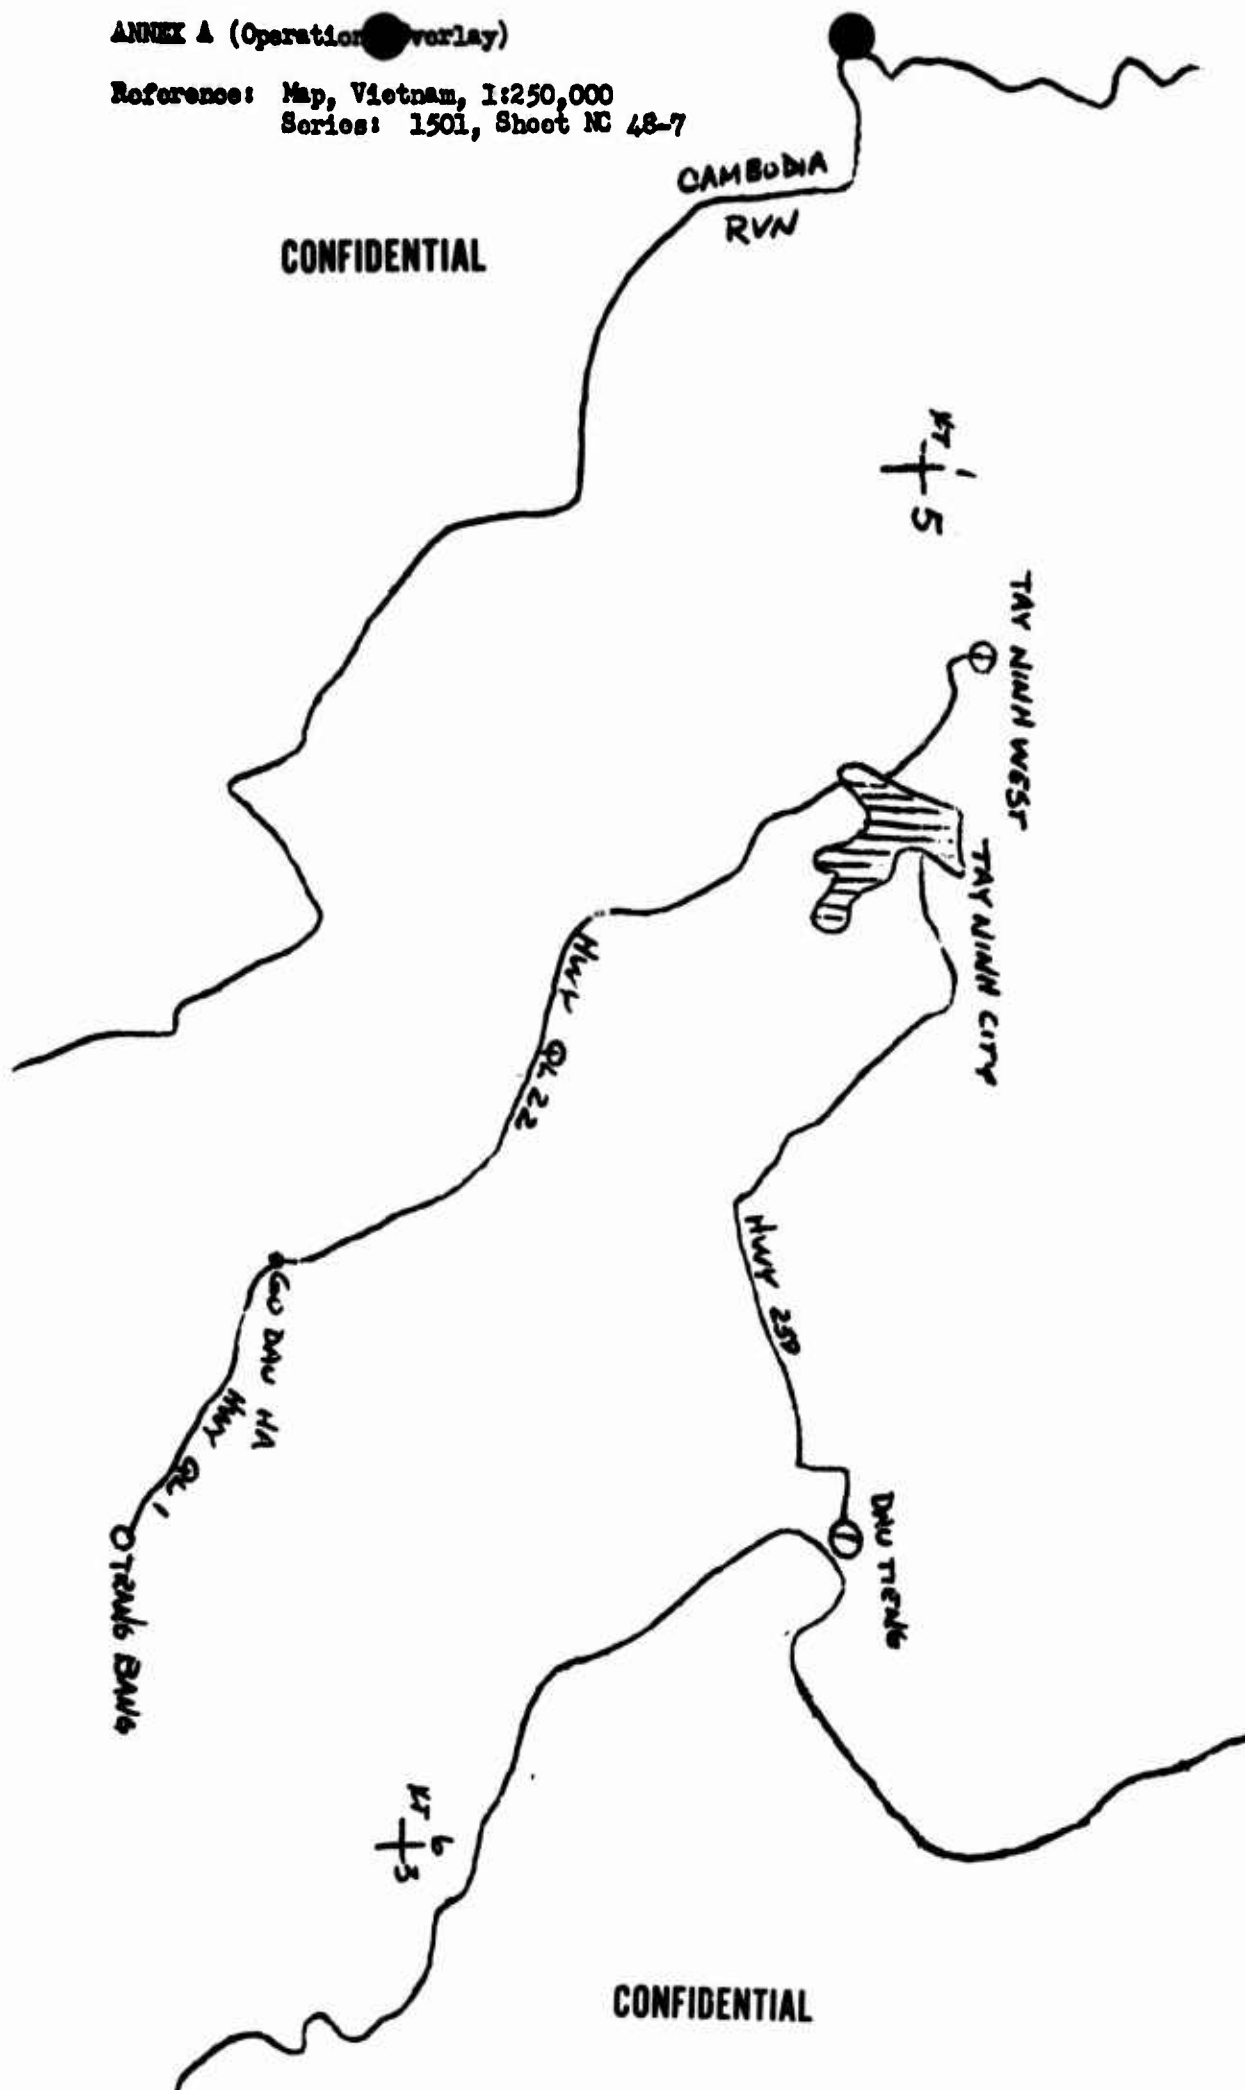 ANNEX A (Operation verlay)
Reference: Map, Vietnam, 1:250,000
Series: 1501, Sheet NC 48-7
CAMBODIA
RVN
CONFIDENTIAL
XT
1
5
TAY NINH WEST
TAY NINH CITY
HWY QL 22
HWY 239
GO DAU HA
HWY QL 1
DAU TIENG
TRANG BANG
XT
6
3
CONFIDENTIAL